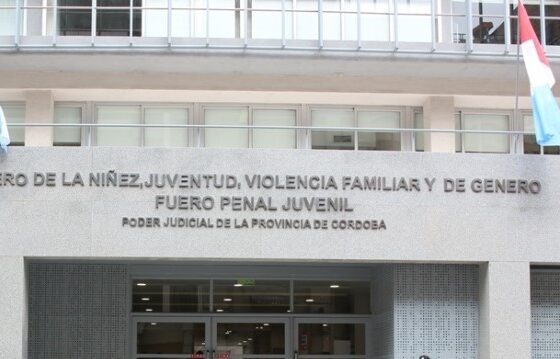 ERO DE LA NIÑEZ, JUVENTUD, VIOLENCIA FAMILIAR Y DE GENERO
FUERO PENAL JUVENIL
PODER JUDICIAL DE LA PROVINCIA DE CORDOBA